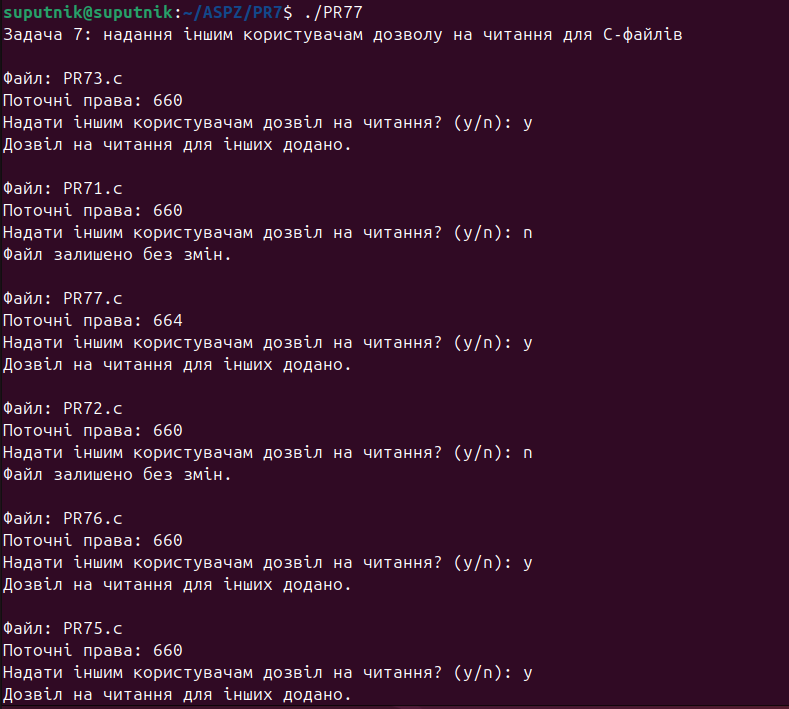 suputnik@suputnik:~/ASPZ/PR7$ ./PR77
Задача 7: надання іншим користувачам дозволу на читання для C-файлів
Файл: PR73.c
Поточні права: 660
Надати іншим користувачам дозвіл на читання? (y/n): y
Дозвіл на читання для інших додано.
Файл: PR71.c
Поточні права: 660
Надати іншим користувачам дозвіл на читання? (y/n): n
Файл залишено без змін.
Файл: PR77.c
Поточні права: 664
Надати іншим користувачам дозвіл на читання? (y/n): y
Дозвіл на читання для інших додано.
Файл: PR72.c
Поточні права: 660
Надати іншим користувачам дозвіл на читання? (y/n): n
Файл залишено без змін.
Файл: PR76.c
Поточні права: 660
Надати іншим користувачам дозвіл на читання? (y/n): y
Дозвіл на читання для інших додано.
Файл: PR75.c
Поточні права: 660
Надати іншим користувачам дозвіл на читання? (y/n): y
Дозвіл на читання для інших додано.